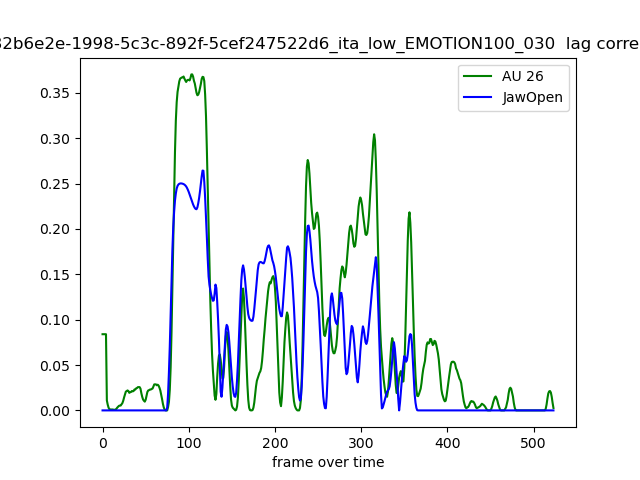 32b6e2e-1998-5c3c-892f-5cef247522d6_ita_low_EMOTION100_030 lag corre
AU 26
JawOpen
0.35
0.30
0.25
0.20
0.15
0.10
0.05
0.00
0 100 200 300 400 500
frame over time